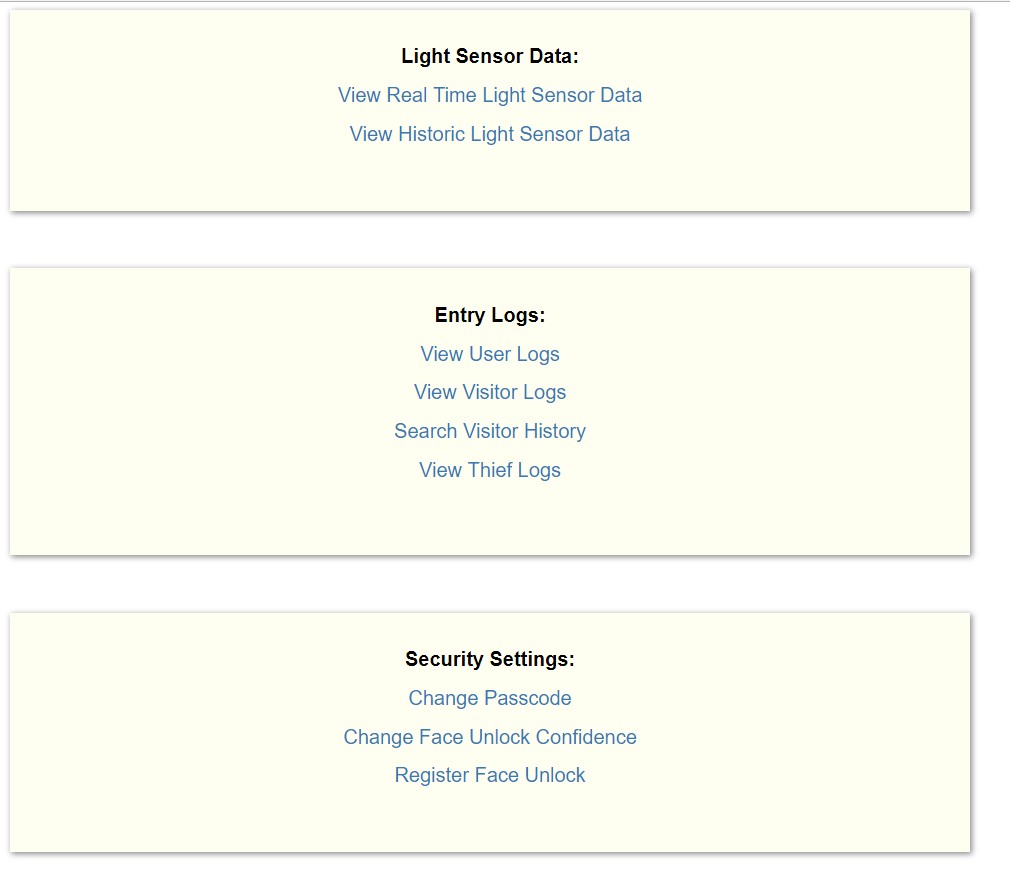 Light Sensor Data:
View Real Time Light Sensor Data
View Historic Light Sensor Data
Entry Logs:
View User Logs
View Visitor Logs
Search Visitor History
View Thief Logs
Security Settings:
Change Passcode
Change Face Unlock Confidence
Register Face Unlock